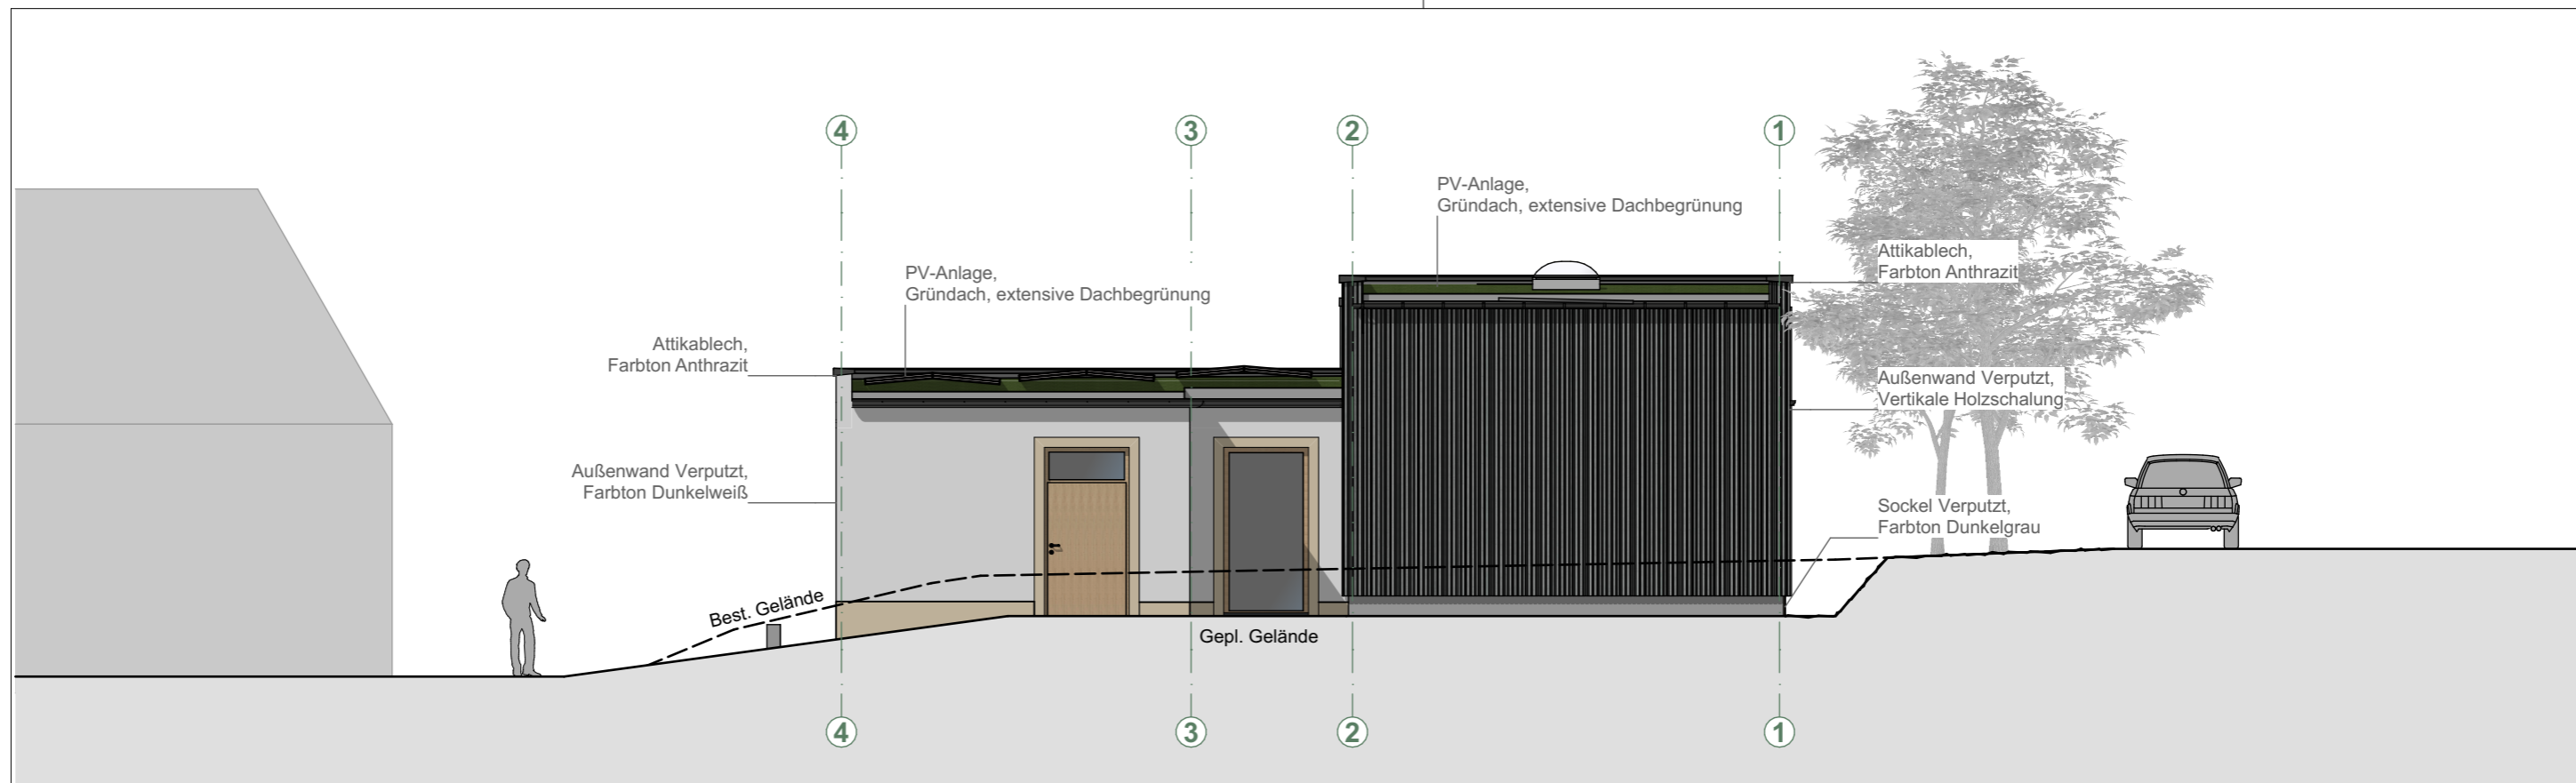 4
3
2
1
PV-Anlage,
Gründach, extensive Dachbegrünung
Attikablech,
Farbton Anthrazit
PV-Anlage,
Gründach, extensive Dachbegrünung
Attikablech,
Farbton Anthrazit
Außenwand Verputzt,
Vertikale Holzschalung
Außenwand Verputzt,
Farbton Dunkelweiß
Sockel Verputzt,
Farbton Dunkelgrau
Best. Gelände
Gepl. Gelände
4
3
2
1